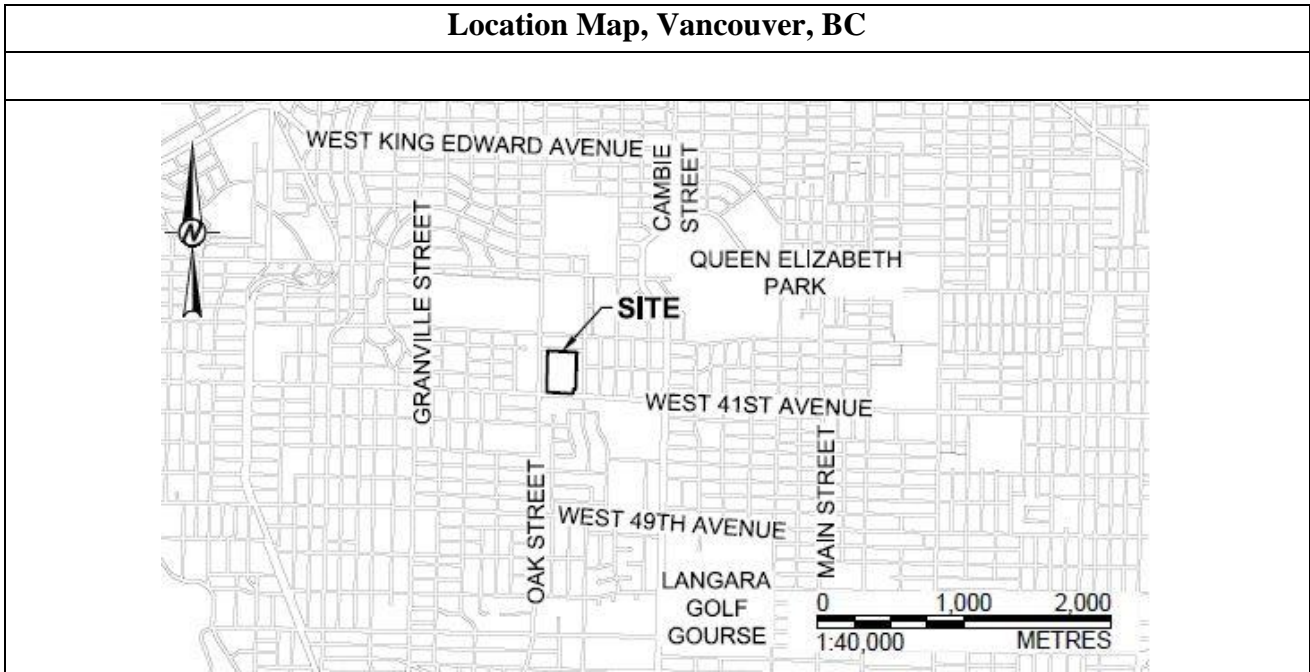 Location Map, Vancouver, BC
WEST KING EDWARD AVENUE
CAMBIE
STREET
N
GRANVILLE STREET
QUEEN ELIZABETH
PARK
SITE
WEST 41ST AVENUE
OAK STREET
WEST 49TH AVENUE
MAIN STREET
LANGARA
GOLF
GOURSE
0 1,000 2,000
1:40,000 METRES